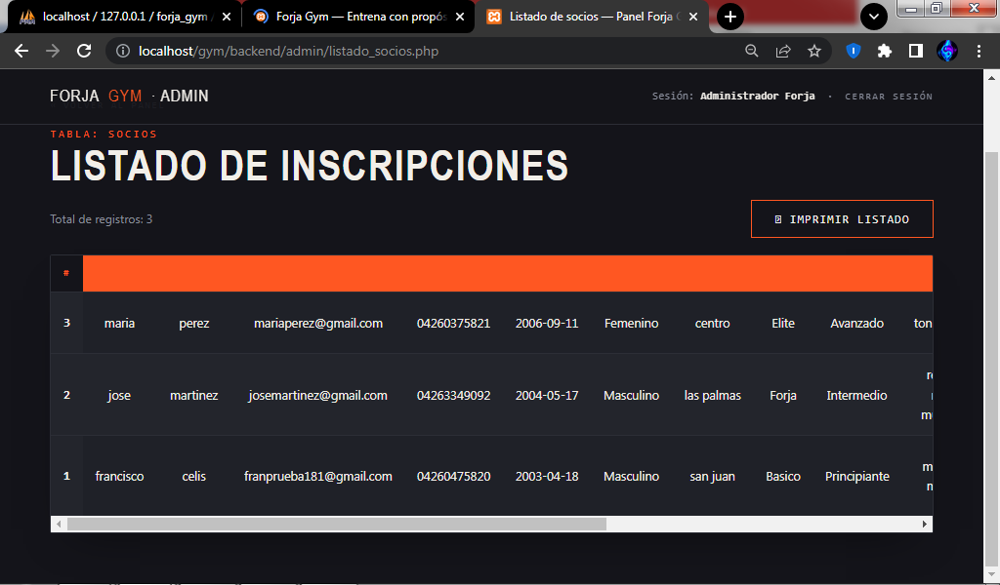 localhost / 127.0.0.1 / forja_gym
Forja Gym — Entrena con propós
Listado de socios — Panel Forja G
localhost/gym/backend/admin/listado_socios.php
FORJA GYM · ADMIN
Sesión: Administrador Forja · CERRAR SESIÓN
TABLA: SOCIOS
LISTADO DE INSCRIPCIONES
Total de registros: 3
IMPRIMIR LISTADO
#
3 maria perez mariaperez@gmail.com 04260375821 2006-09-11 Femenino centro Elite Avanzado ton
2 jose martinez josemartinez@gmail.com 04263349092 2004-05-17 Masculino las palmas Forja Intermedio
1 francisco celis franprueba181@gmail.com 04260475820 2003-04-18 Masculino san juan Basico Principiante